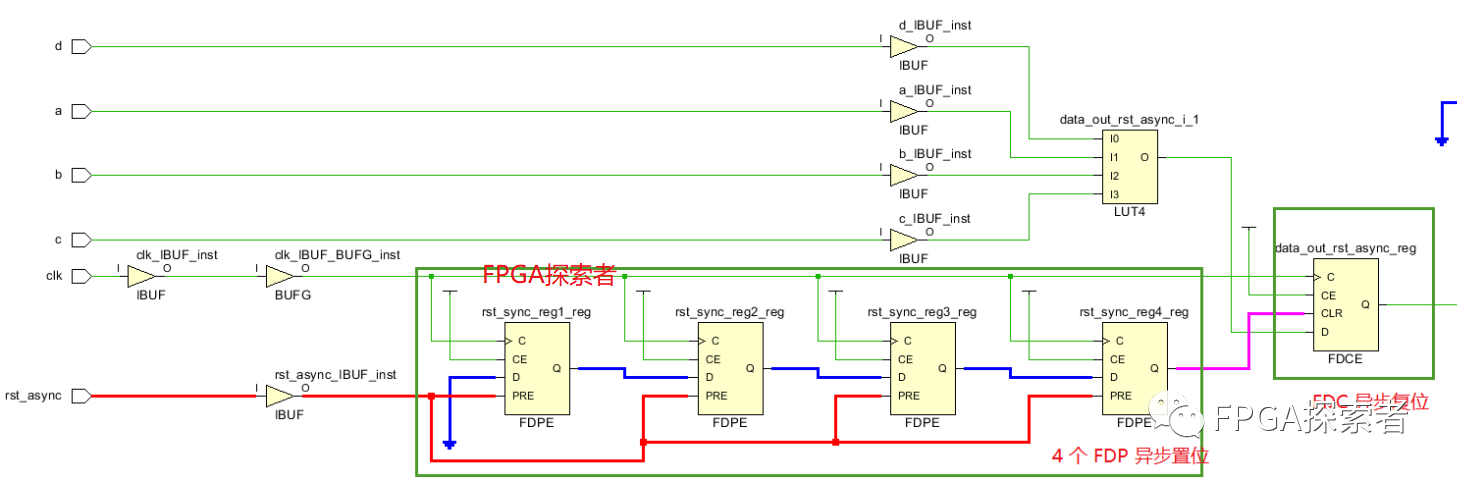 d_IBUF_inst
d
I
O
IBUF
a_IBUF_inst
a
I
O
IBUF
data_out_rst_async_i_1
I0
I1
O
I2
I3
LUT4
b_IBUF_inst
b
I
O
IBUF
c_IBUF_inst
c
I
O
IBUF
clk_IBUF_inst
clk
I
O
IBUF
clk_IBUF_BUFG_inst
I
O
BUFG
FPGA探索者
rst_sync_reg1_reg
C
CE
D
Q
PRE
FDPE
rst_sync_reg2_reg
C
CE
D
Q
PRE
FDPE
rst_sync_reg3_reg
C
CE
D
Q
PRE
FDPE
rst_sync_reg4_reg
C
CE
D
Q
PRE
FDPE
data_out_rst_async_reg
C
CE
CLR
D
Q
FDCE
rst_async
rst_async_IBUF_inst
I
O
IBUF
FDC 异步复位
FPGA探索者
4 个 FDP 异步置位